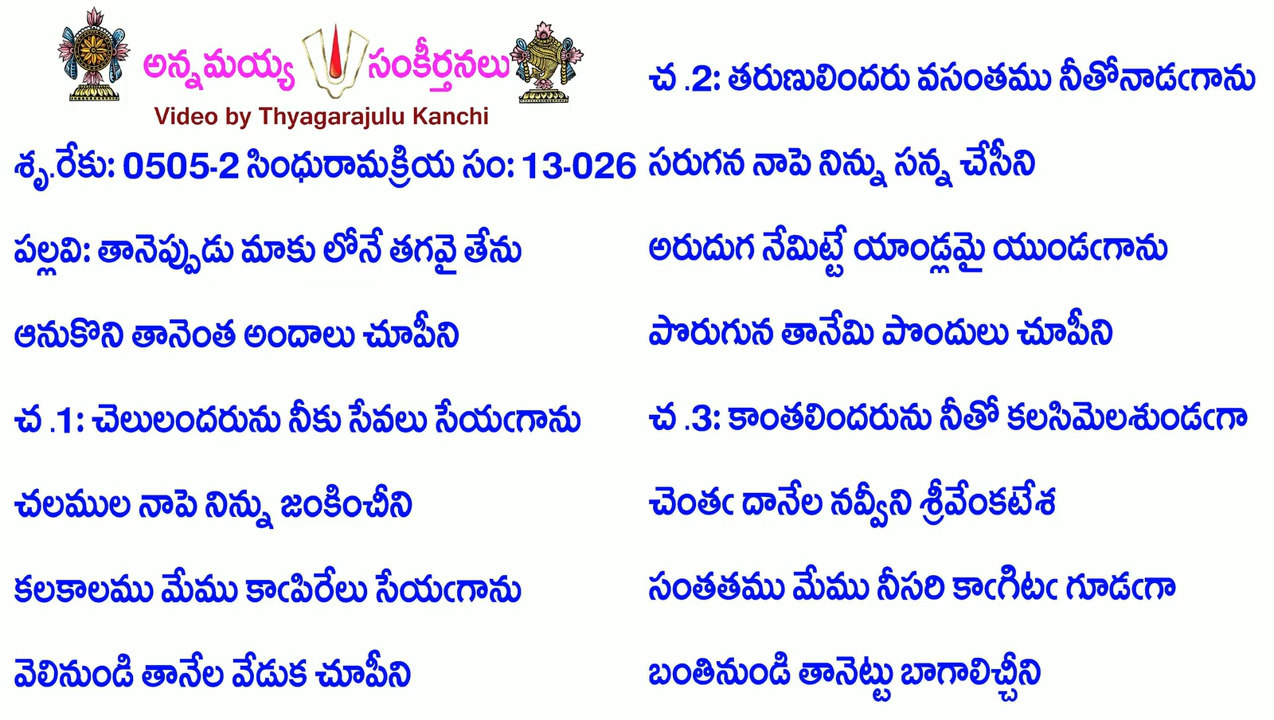 అన్నమయ్య సంకీర్తనలు
Video by Thyagarajulu Kanchi
శృ.రేకు: 0505-2 సింధురామక్రియ సం: 13-026
పల్లవి: తానెప్పుడు మాకు లోనే తగవై తేను
ఆనుకొని తానెంత అందాలు చూపీని
చ .1: చెలులందరును నీకు సేవలు సేయఁగాను
చలముల నాపె నిన్ను జంకించీని
కలకాలము మేము కాఁపిరేలు సేయఁగాను
వెలినుండి తానేల వేడుక చూపీని
చ .2: తరుణులిందరు వసంతము నీతోనాడఁగాను
సరుగన నాపె నిన్ను సన్న చేసీని
అరుదుగ నేమిట్టే యాండ్లమై యుండఁగాను
పొరుగున తానేమి పొందులు చూపీని
చ .3: కాంతలిందరును నీతో కలసిమెలశుండఁగా
చెంతఁ దానేల నవ్వీని శ్రీవేంకటేశ
సంతతము మేము నీసరి కాఁగిటఁ గూడఁగా
బంతినుండి తానెట్టు బాగాలిచ్చీని